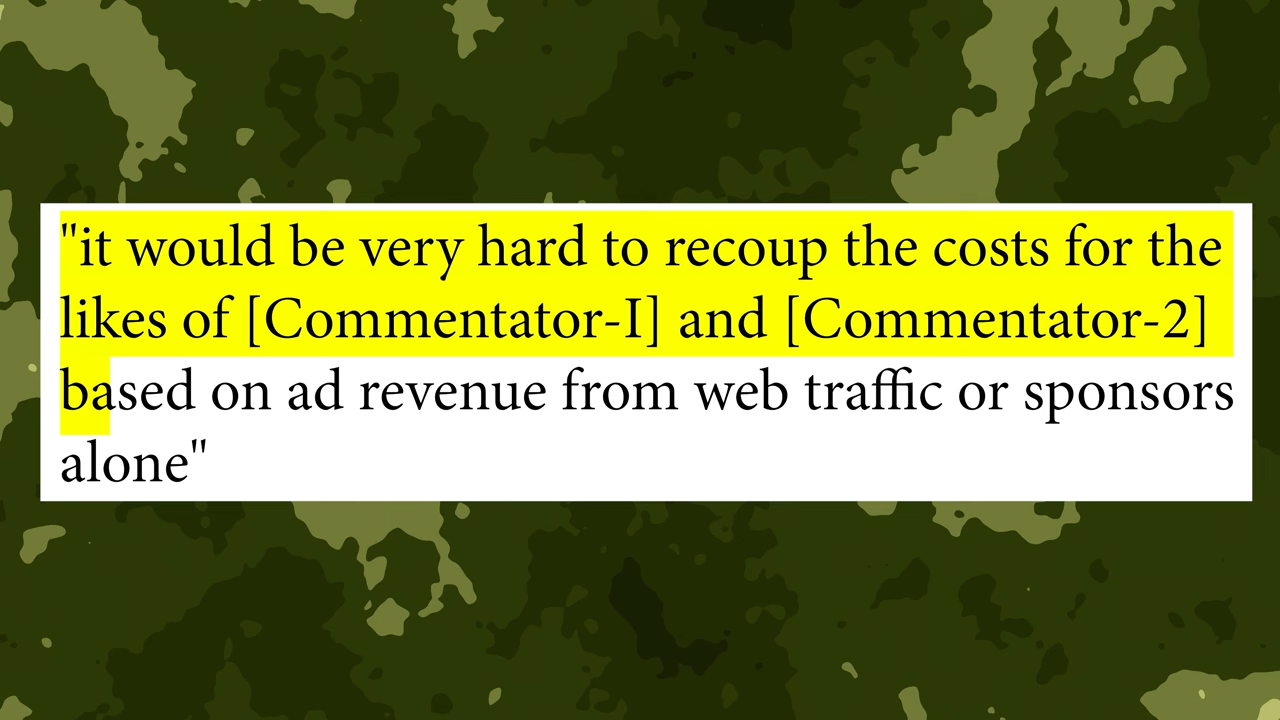 "it would be very hard to recoup the costs for the
likes of [Commentator-I] and [Commentator-2]
based on ad revenue from web traffic or sponsors
alone"